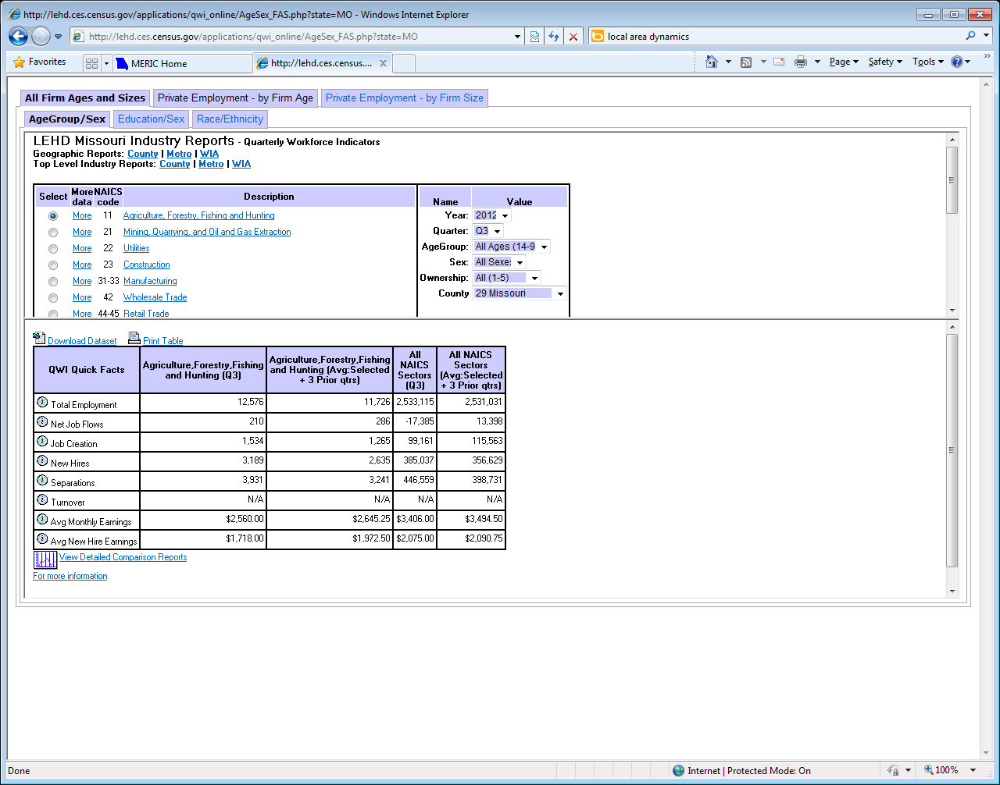 http://lehd.ces.census.gov/applications/qwi_online/AgeSex_FAS.php?state=MO - Windows Internet Explorer
http://lehd.ces.census.gov/applications/qwi_online/AgeSex_FAS.php?state=MO
local area dynamics
Favorites
MERIC Home
http://lehd.ces.census....
Page
Safety
Tools
All Firm Ages and Sizes
Private Employment - by Firm Age
Private Employment - by Firm Size
AgeGroup/Sex
Education/Sex
Race/Ethnicity
LEHD Missouri Industry Reports - Quarterly Workforce Indicators
Geographic Reports: County | Metro | WIA
Top Level Industry Reports: County | Metro | WIA
Select More data NAICS code Description
More 11 Agriculture, Forestry, Fishing and Hunting
More 21 Mining, Quarrying, and Oil and Gas Extraction
More 22 Utilities
More 23 Construction
More 31-33 Manufacturing
More 42 Wholesale Trade
More 44-45 Retail Trade
Name Value
Year: 2012
Quarter: Q3
AgeGroup: All Ages (14-9
Sex: All Sexes
Ownership: All (1-5)
County 29 Missouri
Download Dataset Print Table
QWI Quick Facts
Agriculture,Forestry,Fishing
and Hunting (Q3)
Agriculture,Forestry,Fishing
and Hunting (Avg:Selected
+ 3 Prior qtrs)
All
NAICS
Sectors
(Q3)
All NAICS
Sectors
(Avg:Selected
+ 3 Prior qtrs)
Total Employment 12,576 11,726 2,533,115 2,531,031
Net Job Flows 210 286 -17,385 13,398
Job Creation 1,534 1,265 99,161 115,563
New Hires 3,189 2,635 385,037 356,629
Separations 3,931 3,241 446,559 398,731
Turnover N/A N/A N/A N/A
Avg Monthly Earnings $2,560.00 $2,645.25 $3,406.00 $3,494.50
Avg New Hire Earnings $1,718.00 $1,972.50 $2,075.00 $2,090.75
View Detailed Comparison Reports
For more information
Done
Internet | Protected Mode: On
100%